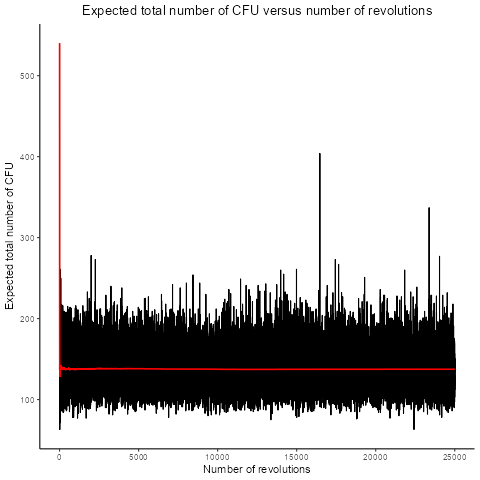 Expected total number of CFU versus number of revolutions
Expected total number of CFU
500
400
300
200
100
0 5000 10000 15000 20000 25000
Number of revolutions